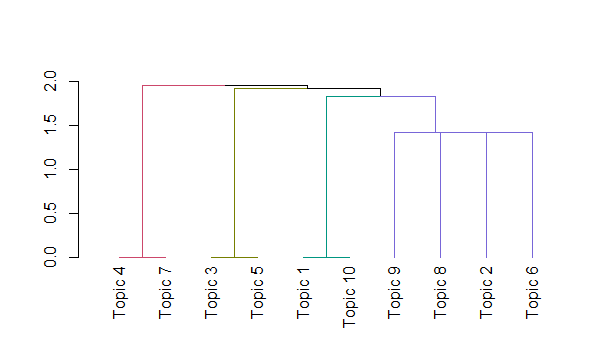 2.0
1.5
1.0
0.5
0.0
Topic 4
Topic 7
Topic 3
Topic 5
Topic 1
Topic 10
Topic 9
Topic 8
Topic 2
Topic 6